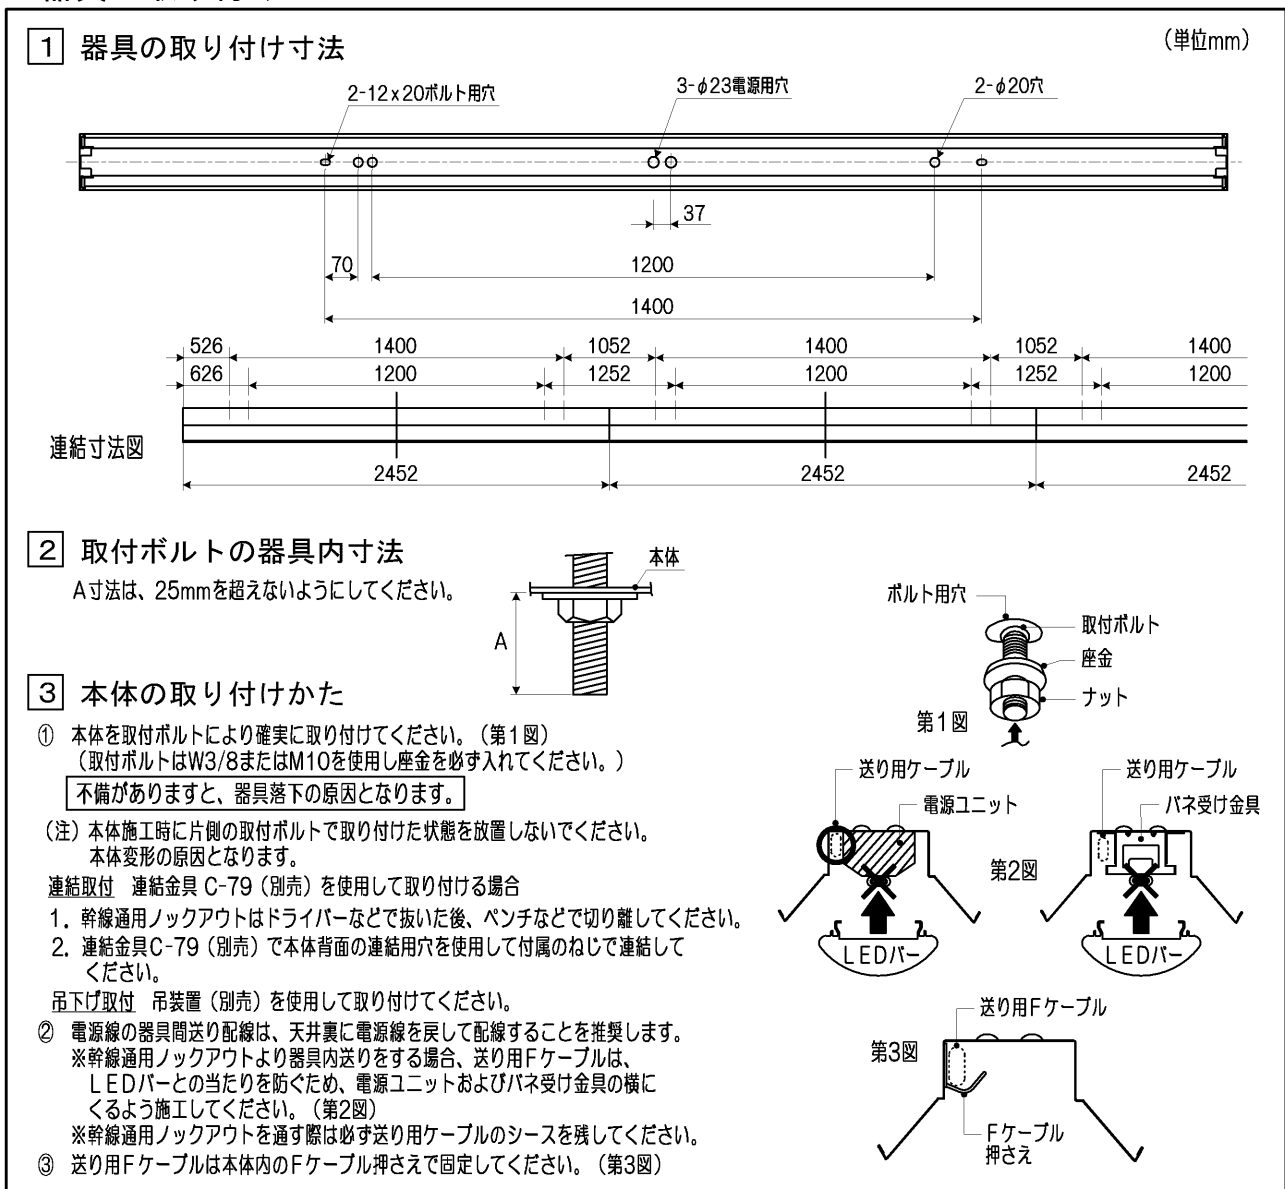 1 器具の取り付け寸法
(単位mm)
2-12x20ボルト用穴
3-φ23電源用穴
2-φ20穴
37
70
1200
1400
526 1400 1052 1400 1052 1400
626 1200 1252 1200 1252 1200
連結寸法図
2452 2452 2452
2 取付ボルトの器具内寸法
A寸法は、25mmを超えないようにしてください。
本体
A
ボルト用穴
取付ボルト
座金
ナット
第1図
3 本体の取り付けかた
① 本体を取付ボルトにより確実に取り付けてください。(第1図)
(取付ボルトはW3/8またはM10を使用し座金を必ず入れてください。)
不備がありますと、器具落下の原因となります。
(注)本体施工時に片側の取付ボルトで取り付けた状態を放置しないでください。
本体変形の原因となります。
連結取付 連結金具 C-79(別売)を使用して取り付ける場合
1. 幹線通用ノックアウトはドライバーなどで抜いた後、ペンチなどで切り離してください。
2. 連結金具C-79(別売)で本体背面の連結用穴を使用して付属のねじで連結して
ください。
吊下げ取付 吊装置(別売)を使用して取り付けてください。
② 電源線の器具間送り配線は、天井裏に電源線を戻して配線することを推奨します。
※幹線通用ノックアウトより器具内送りをする場合、送り用Fケーブルは、
LEDバーとの当たりを防ぐため、電源ユニットおよびバネ受け金具の横に
くるよう施工してください。(第2図)
※幹線通用ノックアウトを通す際は必ず送り用ケーブルのシースを残してください。
③ 送り用Fケーブルは本体内のFケーブル押さえで固定してください。(第3図)
送り用ケーブル
電源ユニット
LEDバー
第2図
送り用ケーブル
バネ受け金具
LEDバー
送り用Fケーブル
第3図
Fケーブル
押さえ